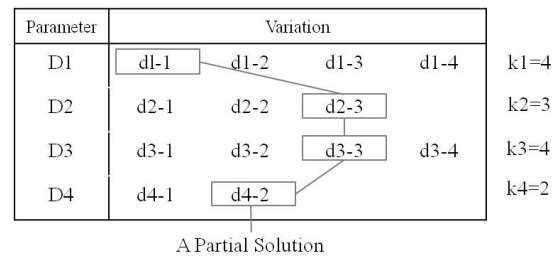 Parameter Variation
D1 dl-1 d1-2 d1-3 d1-4 k1=4
D2 d2-1 d2-2 d2-3 k2=3
D3 d3-1 d3-2 d3-3 d3-4 k3=4
D4 d4-1 d4-2 k4=2
A Partial Solution